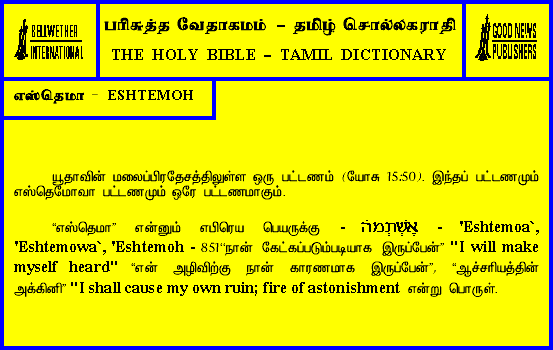 BELLWETHER
INTERNATIONAL
பரிசுத்த வேதாகமம் – தமிழ் சொல்லகராதி
THE HOLY BIBLE – TAMIL DICTIONARY
GOOD NEWS
PUBLISHERS
எஸ்தெமா - ESHTEMOH
யூதாவின் மலைப்பிரதேசத்திலுள்ள ஒரு பட்டணம் (யோசு 15:50). இந்தப் பட்டணமும்
எஸ்தெமோவா பட்டணமும் ஒரே பட்டணமாகும்.
“எஸ்தெமா” என்னும் எபிரெய பெயருக்கு - אֶשְׁתְּמֹה - 'Eshtemoa`,
'Eshtemowa`, 'Eshtemoh - 851“நான் கேட்கப்படும்படியாக இருப்பேன்” "I will make
myself heard" “என் அழிவிற்கு நான் காரணமாக இருப்பேன்”, “ஆச்சரியத்தின்
அக்கினி” "I shall cause my own ruin; fire of astonishment என்று பொருள்.